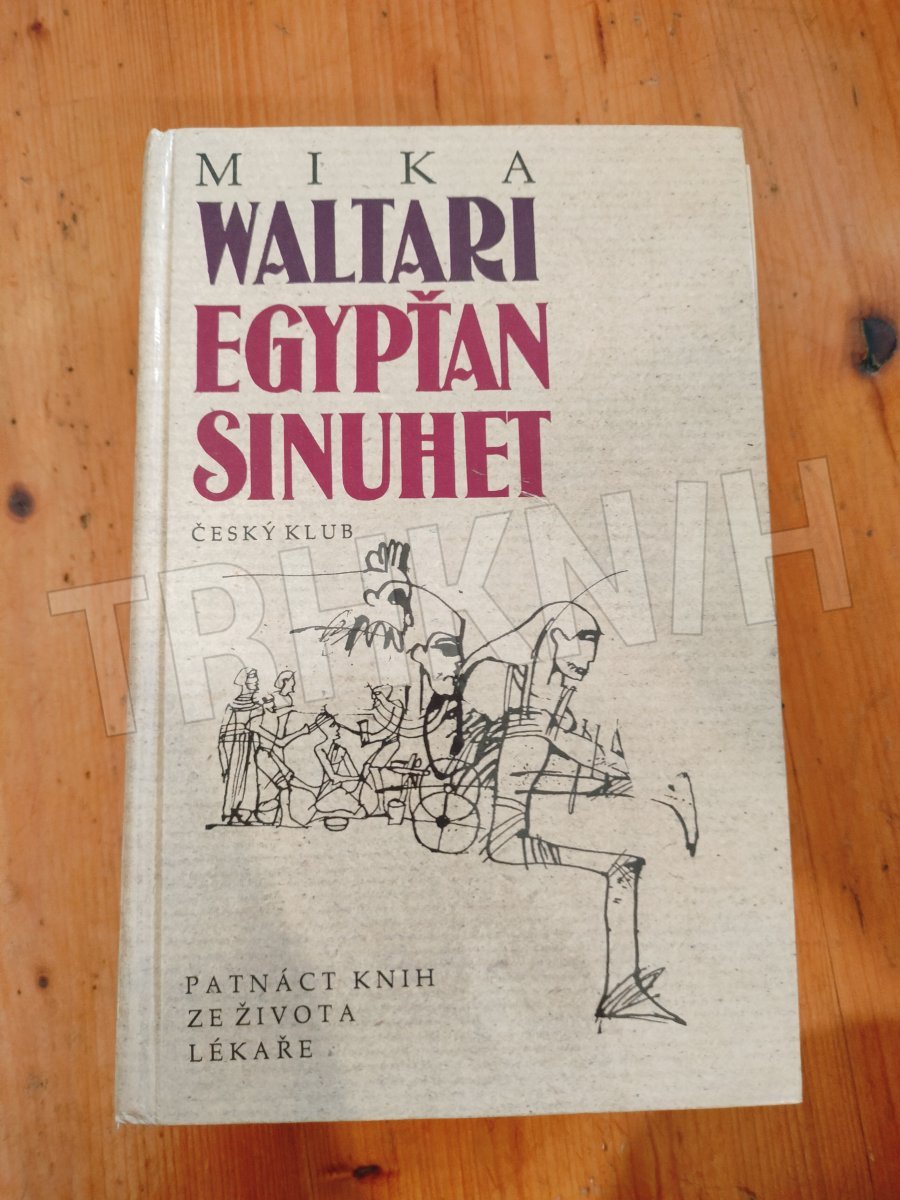 MIKA
WALTARI
EGYPŤAN
SINUHET
ČESKÝ KLUB
TRHKNIH
PATNÁCT KNIH
ZE ŽIVOTA
LÉKAŘE